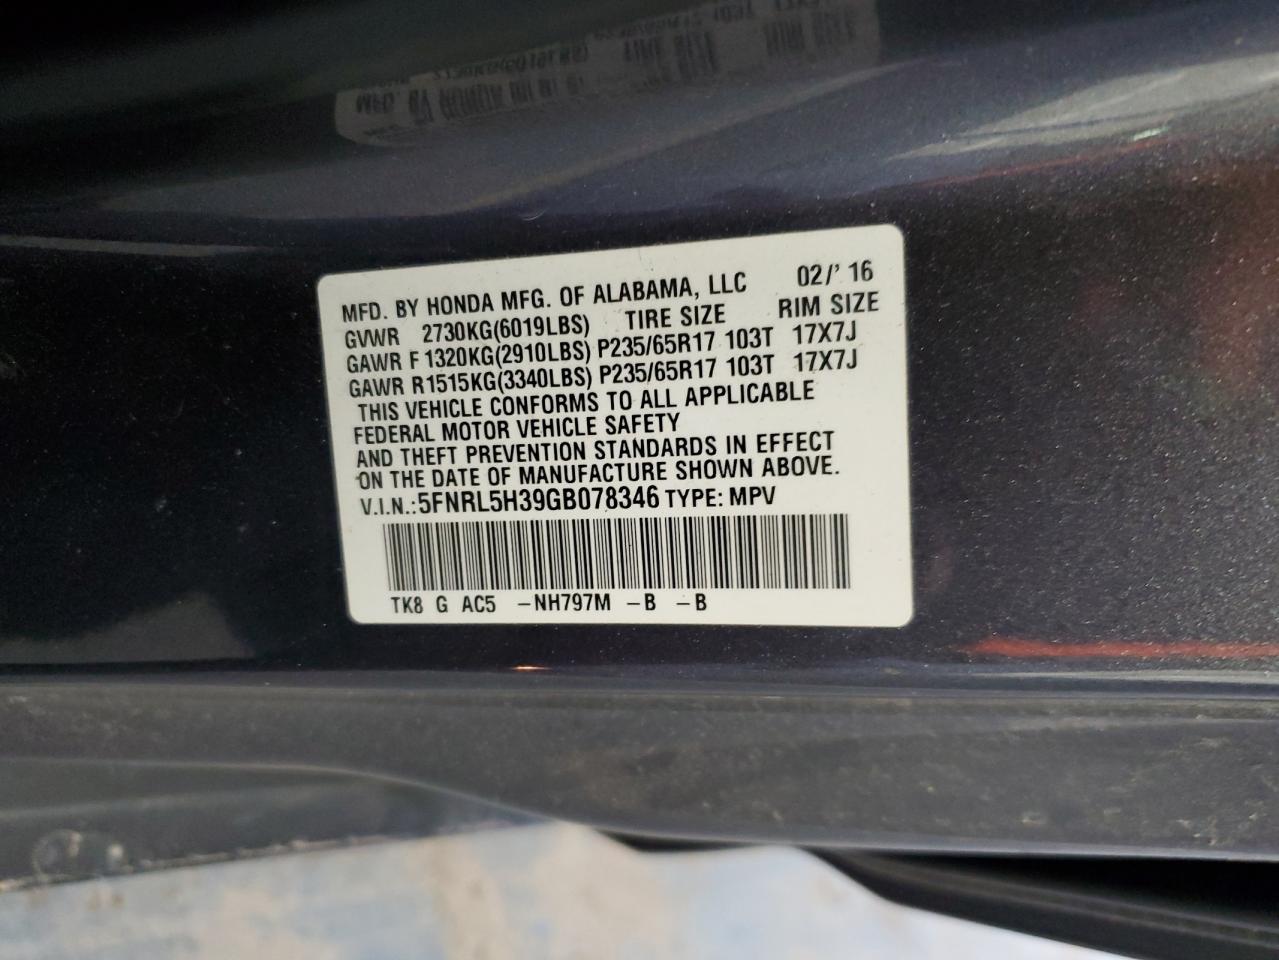 MFD. BY HONDA MFG. OF ALABAMA, LLC 02/' 16
GVWR 2730KG(6019LBS) TIRE SIZE RIM SIZE
GAWR F 1320KG(2910LBS) P235/65R17 103T 17X7J
GAWR R1515KG(3340LBS) P235/65R17 103T 17X7J
THIS VEHICLE CONFORMS TO ALL APPLICABLE
FEDERAL MOTOR VEHICLE SAFETY
AND THEFT PREVENTION STANDARDS IN EFFECT
ON THE DATE OF MANUFACTURE SHOWN ABOVE.
V.I.N.:5FNRL5H39GB078346 TYPE: MPV
TK8 G AC5 -NH797M -B -B